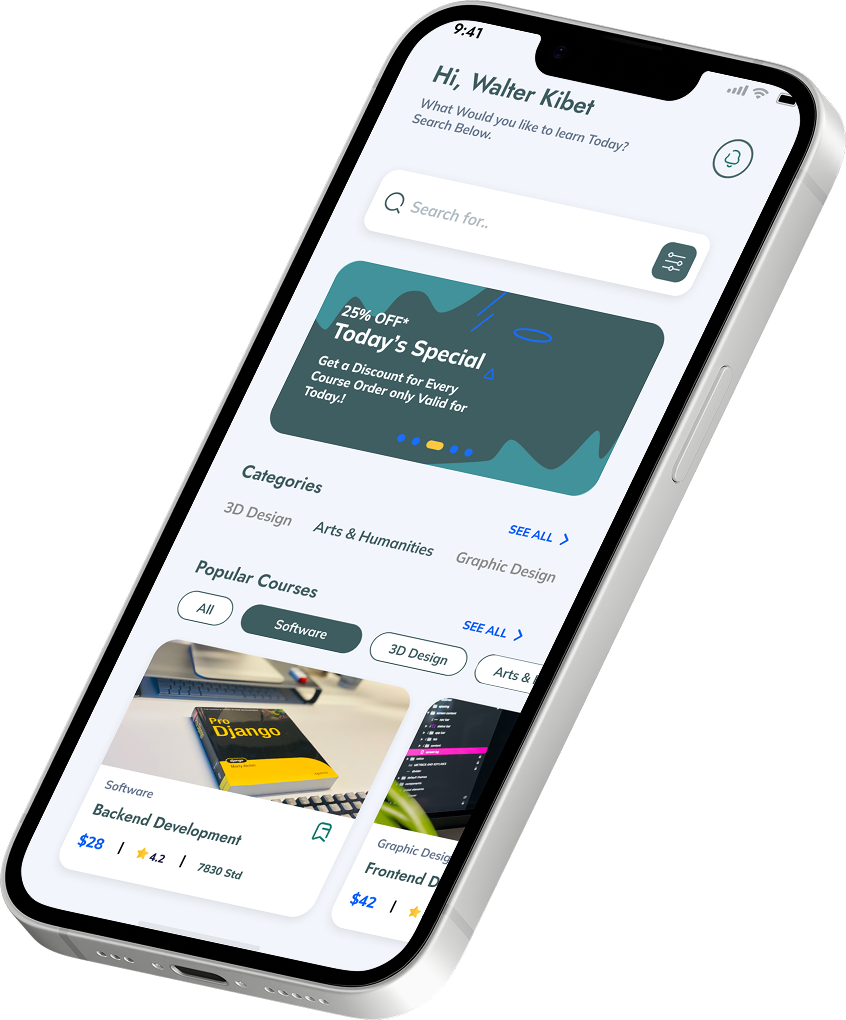 9:41
Hi, Walter Kibet
What Would you like to learn Today?
Search Below.
Search for..
25% OFF*
Today's Special
Get a Discount for Every
Course Order only Valid for
Today.!
Categories
SEE ALL
3D Design
Arts & Humanities
Graphic Design
Popular Courses
SEE ALL
All
Software
3D Design
Arts &
Pro
Django
django
Software
Backend Development
$28 | 4.2 | 7830 Std
Graphic Desig
Frontend D
$42 |